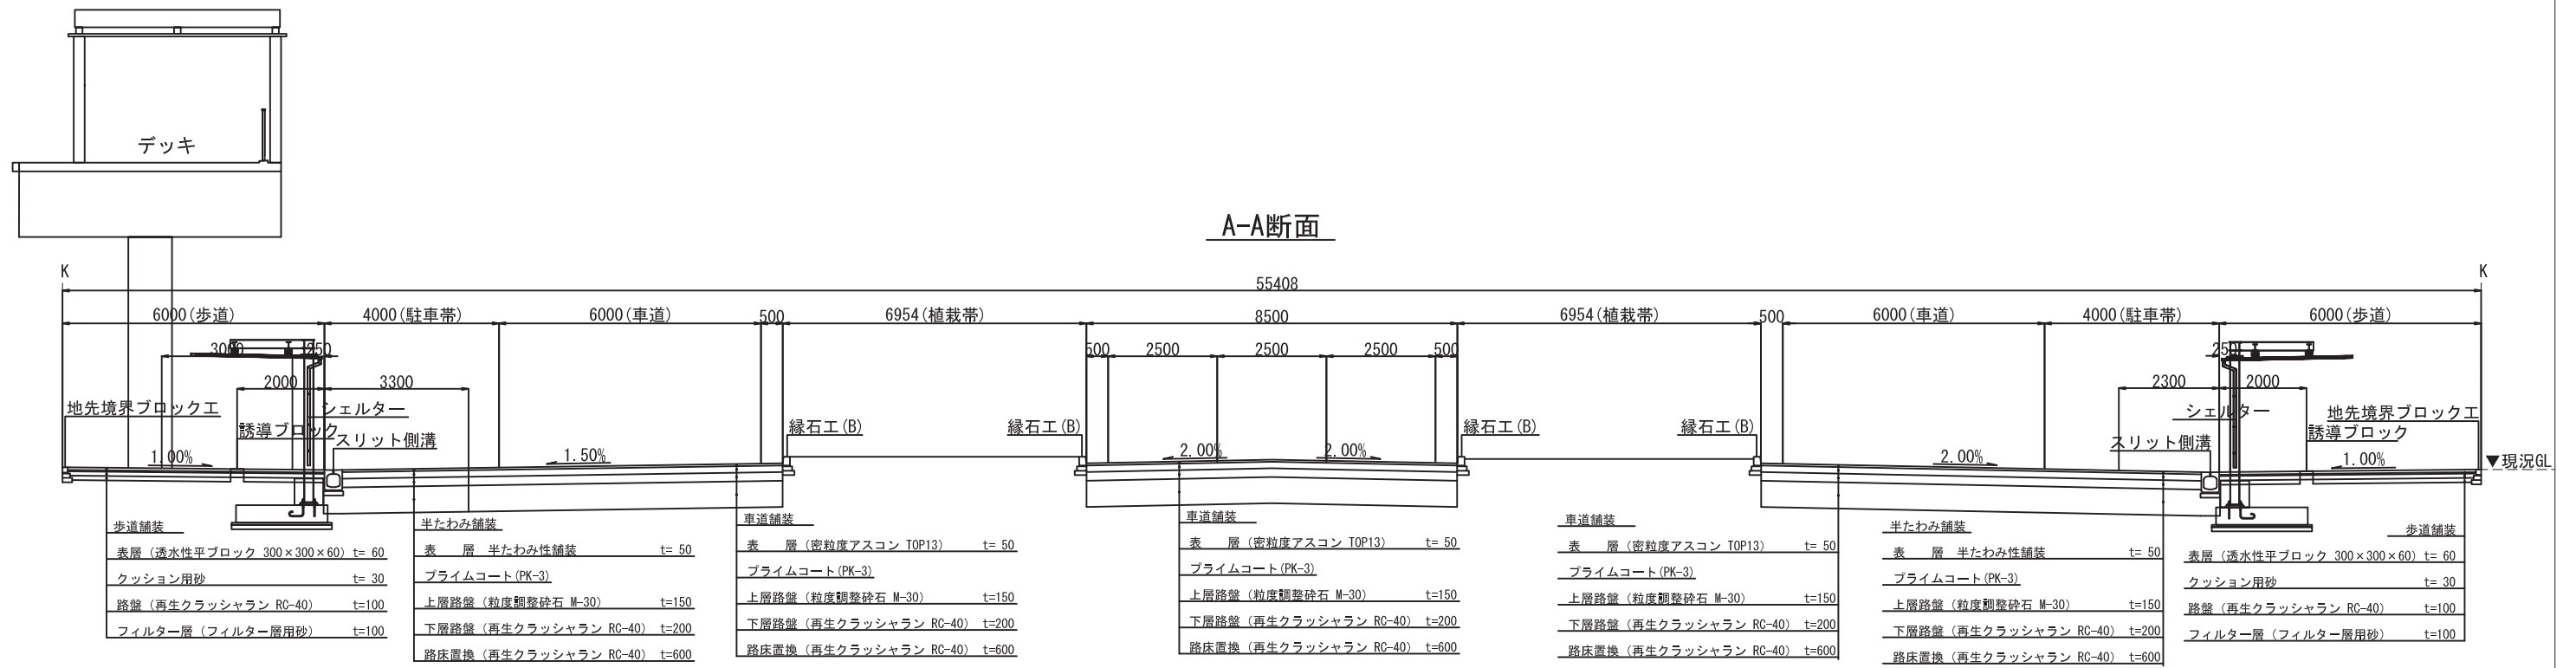 デッキ
A-A断面
K
K
55408
6000(歩道)
4000(駐車帯)
6000(車道)
500
6954(植栽帯)
8500
6954(植栽帯)
500
6000(車道)
4000(駐車帯)
6000(歩道)
3000
250
500
2500
2500
2500
500
250
2000
3300
2300
2000
地先境界ブロック工
シェルター
誘導ブロック
スリット側溝
縁石工(B)
縁石工(B)
縁石工(B)
縁石工(B)
シェルター
地先境界ブロック工
誘導ブロック
スリット側溝
1.00%
1.50%
2.00%
2.00%
2.00%
1.00%
▼現況GL
歩道舗装
表層(透水性平ブロック 300×300×60) t= 60
クッション用砂 t= 30
路盤(再生クラッシャラン RC-40) t=100
フィルター層(フィルター層用砂) t=100
半たわみ舗装
表 層 半たわみ性舗装 t= 50
プライムコート(PK-3)
上層路盤(粒度調整砕石 M-30) t=150
下層路盤(再生クラッシャラン RC-40) t=200
路床置換(再生クラッシャラン RC-40) t=600
車道舗装
表 層(密粒度アスコン TOP13) t= 50
プライムコート(PK-3)
上層路盤(粒度調整砕石 M-30) t=150
下層路盤(再生クラッシャラン RC-40) t=200
路床置換(再生クラッシャラン RC-40) t=600
車道舗装
表 層(密粒度アスコン TOP13) t= 50
プライムコート(PK-3)
上層路盤(粒度調整砕石 M-30) t=150
下層路盤(再生クラッシャラン RC-40) t=200
路床置換(再生クラッシャラン RC-40) t=600
車道舗装
表 層(密粒度アスコン TOP13) t= 50
プライムコート(PK-3)
上層路盤(粒度調整砕石 M-30) t=150
下層路盤(再生クラッシャラン RC-40) t=200
路床置換(再生クラッシャラン RC-40) t=600
半たわみ舗装
表 層 半たわみ性舗装 t= 50
プライムコート(PK-3)
上層路盤(粒度調整砕石 M-30) t=150
下層路盤(再生クラッシャラン RC-40) t=200
路床置換(再生クラッシャラン RC-40) t=600
歩道舗装
表層(透水性平ブロック 300×300×60) t= 60
クッション用砂 t= 30
路盤(再生クラッシャラン RC-40) t=100
フィルター層(フィルター層用砂) t=100